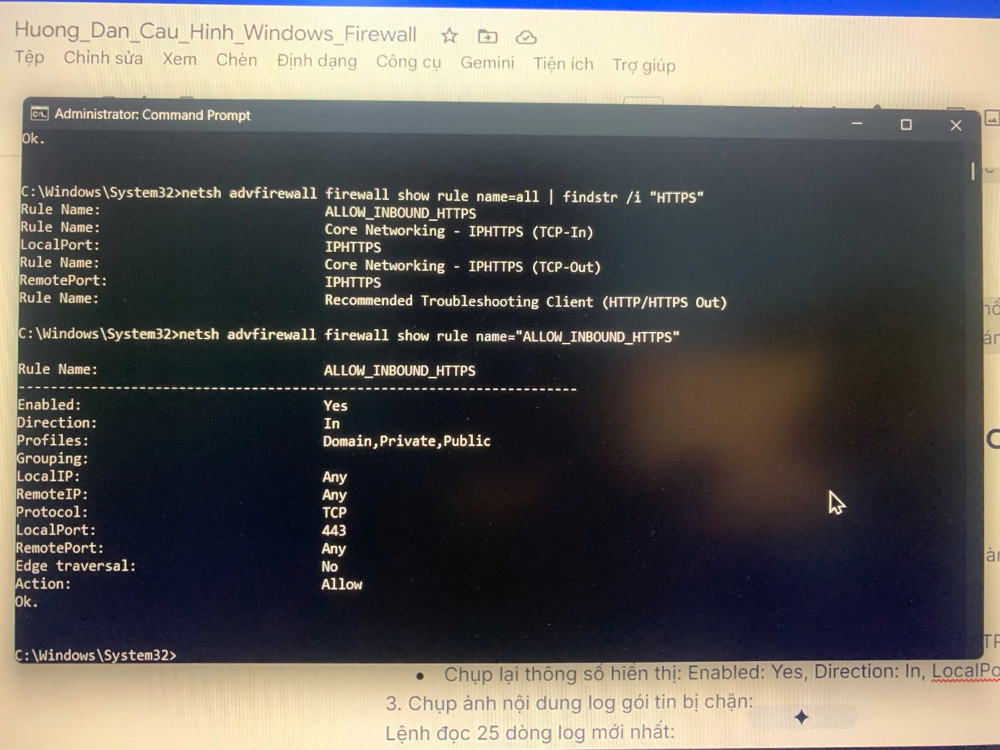 Huong_Dan_Cau_Hinh_Windows_Firewall
Tệp Chỉnh sửa Xem Chèn Định dạng Công cụ Gemini Tiện ích Trợ giúp
Administrator: Command Prompt
Ok.
C:\Windows\System32>netsh advfirewall firewall show rule name=all | findstr /i "HTTPS"
Rule Name: ALLOW_INBOUND_HTTPS
Rule Name: Core Networking - IPHTTPS (TCP-In)
LocalPort: IPHTTPS
Rule Name: Core Networking - IPHTTPS (TCP-Out)
RemotePort: IPHTTPS
Rule Name: Recommended Troubleshooting Client (HTTP/HTTPS Out)
C:\Windows\System32>netsh advfirewall firewall show rule name="ALLOW_INBOUND_HTTPS"
Rule Name: ALLOW_INBOUND_HTTPS
----------------------------------------------------------------------
Enabled: Yes
Direction: In
Profiles: Domain,Private,Public
Grouping:
LocalIP: Any
RemoteIP: Any
Protocol: TCP
LocalPort: 443
RemotePort: Any
Edge traversal: No
Action: Allow
Ok.
C:\Windows\System32>
• Chụp lại thông số hiển thị: Enabled: Yes, Direction: In, LocalPo
3. Chụp ảnh nội dung log gói tin bị chặn:
Lệnh đọc 25 dòng log mới nhất: